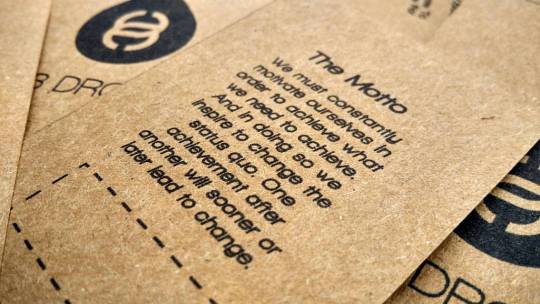 The Motto
We must constantly
motivate ourselves in
order to achieve what
we need to achieve.
And in doing so we
inspire to change the
status quo. One
achievement after
another will sooner or
later lead to change.